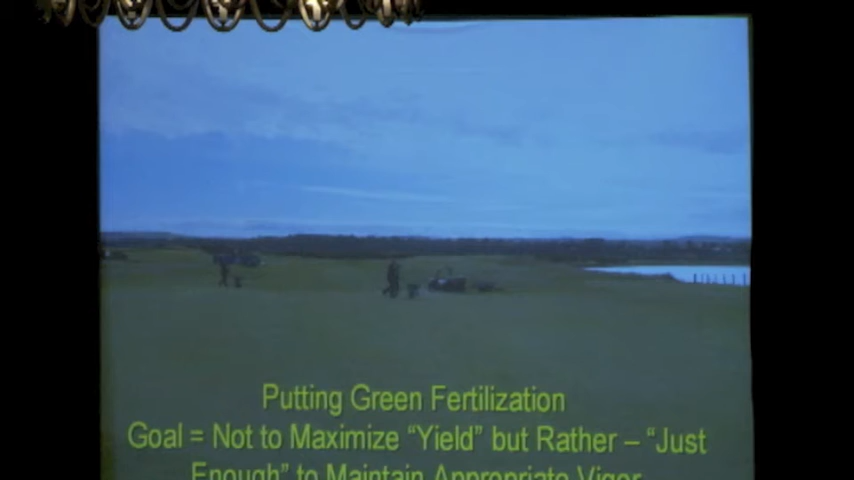 Putting Green Fertilization
Goal = Not to Maximize “Yield” but Rather – “Just
Enough” to Maintain Appropriate Vigor